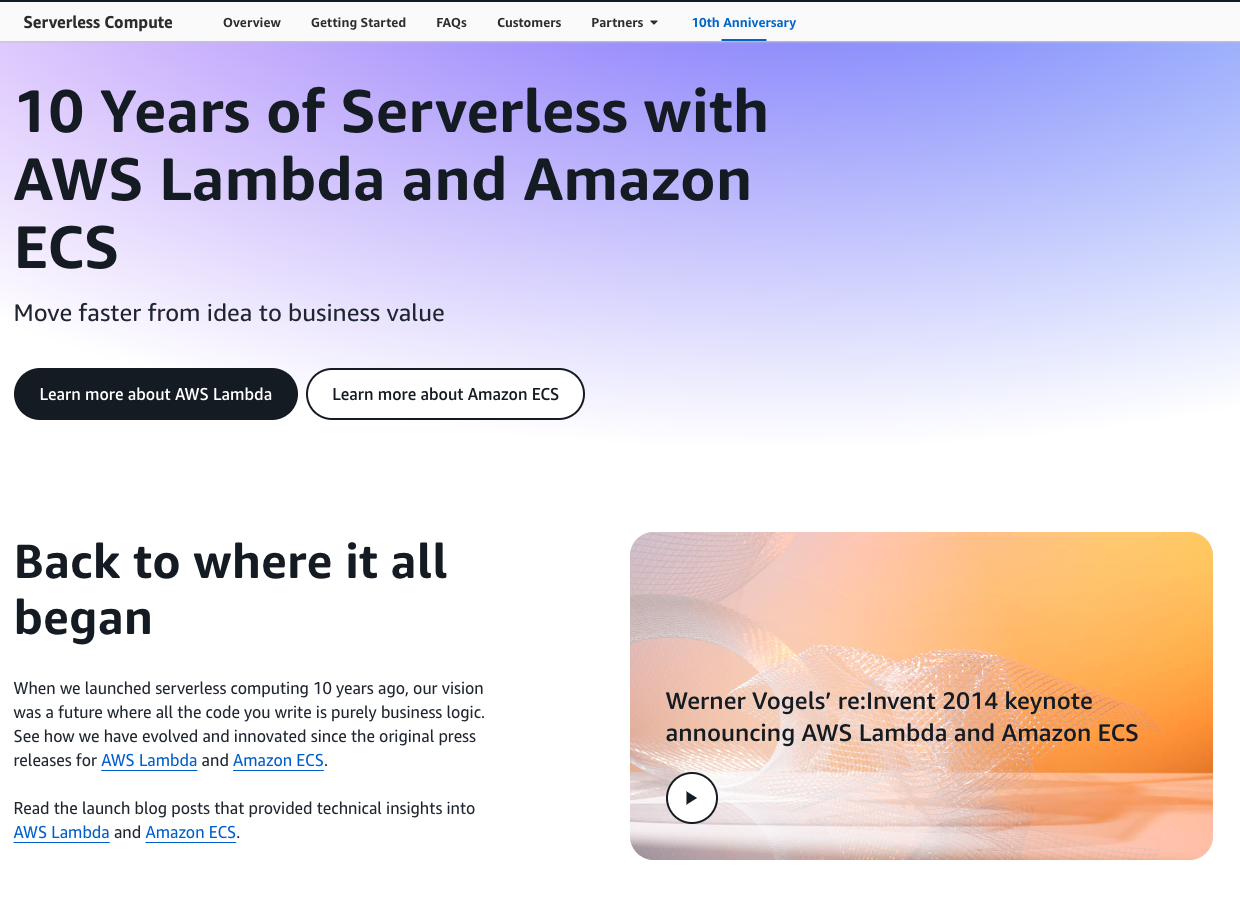 Serverless Compute
Overview
Getting Started
FAQs
Customers
Partners
10th Anniversary
10 Years of Serverless with
AWS Lambda and Amazon
ECS
Move faster from idea to business value
Learn more about AWS Lambda
Learn more about Amazon ECS
Back to where it all
began
When we launched serverless computing 10 years ago, our vision
was a future where all the code you write is purely business logic.
See how we have evolved and innovated since the original press
releases for AWS Lambda and Amazon ECS.
Read the launch blog posts that provided technical insights into
AWS Lambda and Amazon ECS.
Werner Vogels’ re:Invent 2014 keynote
announcing AWS Lambda and Amazon ECS